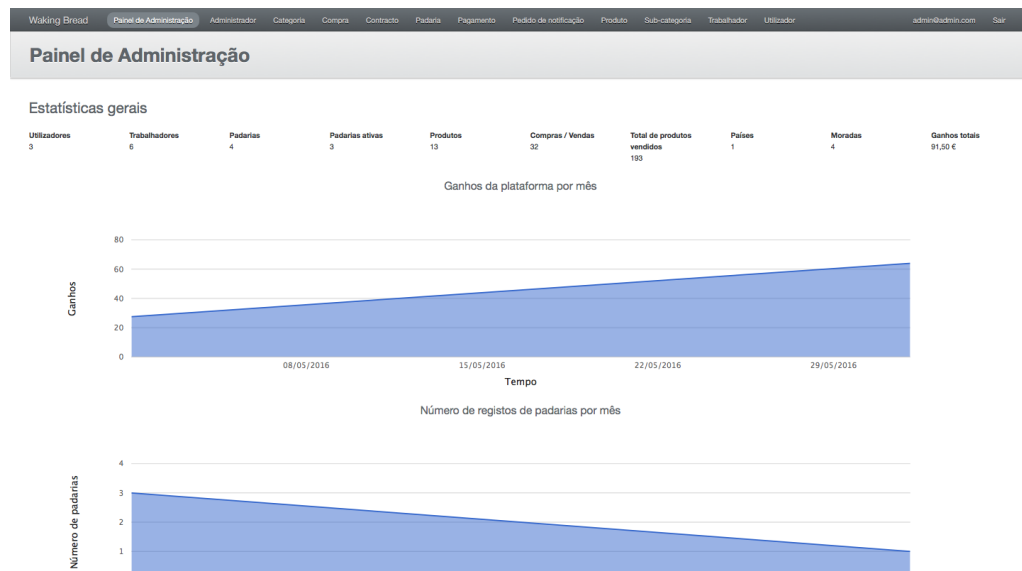 Waking Bread Painel de Administração Administrador Categoria Compra Contracto Padaria Pagamento Pedido de notificação Produto Sub-categoria Trabalhador Utilizador admin@admin.com Sair
Painel de Administração
Estatísticas gerais
Utilizadores Trabalhadores Padarias Padarias ativas Produtos Compras / Vendas Total de produtos vendidos Países Moradas Ganhos totais
3 6 4 3 13 32 193 1 4 91,50 €
Ganhos da plataforma por mês
80
60
40
20
0
Ganhos
08/05/2016 15/05/2016 22/05/2016 29/05/2016
Tempo
Número de registos de padarias por mês
4
3
2
1
Número de padarias